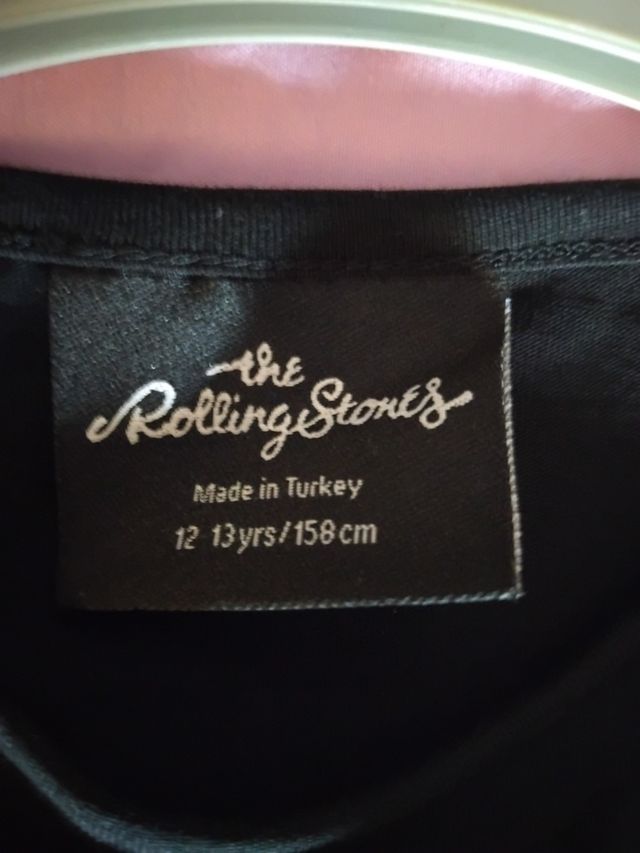 the
Rolling Stones
Made in Turkey
12 13yrs/158cm